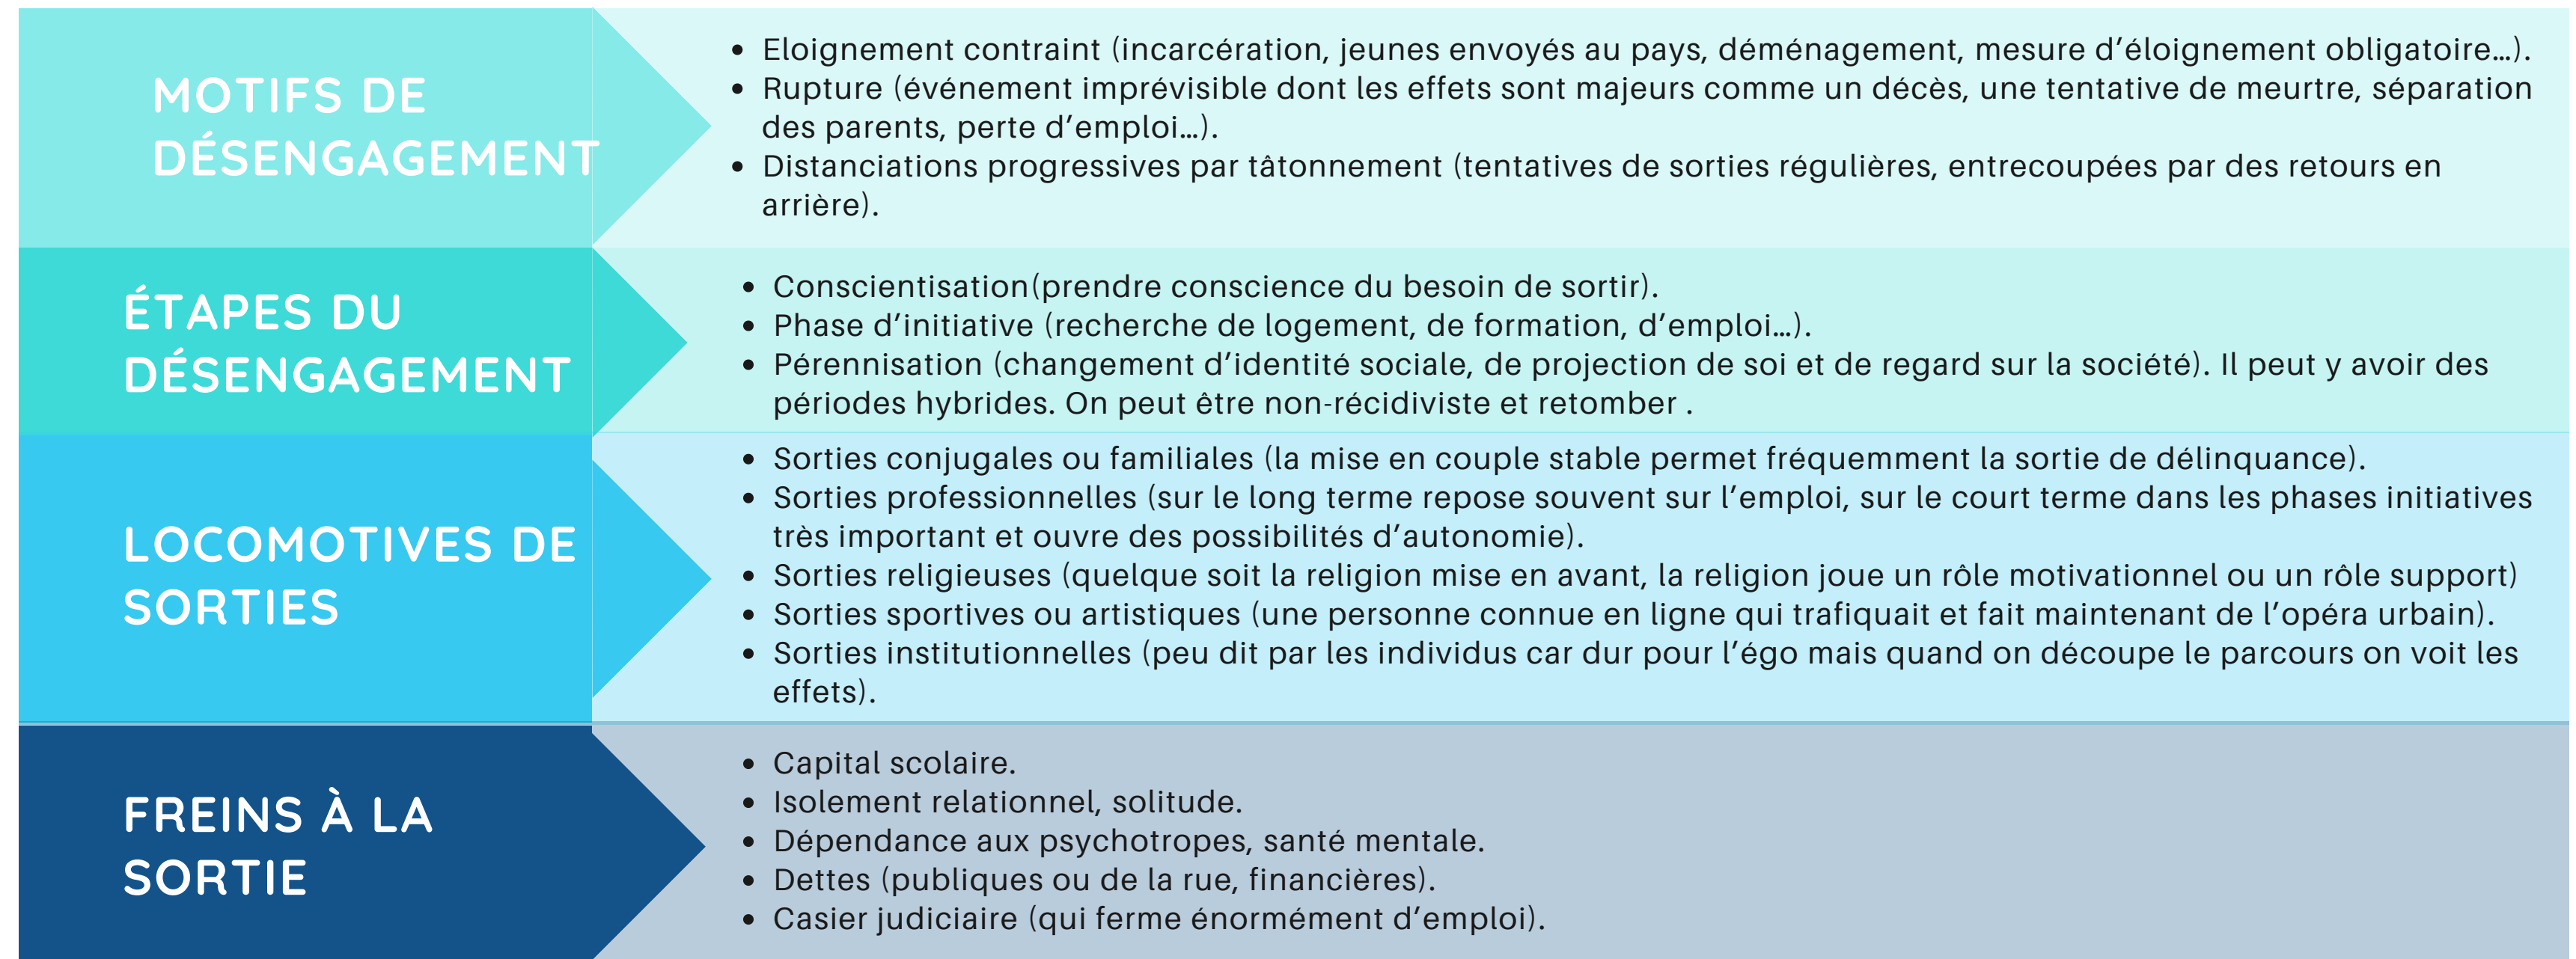 MOTIFS DE
DÉSENGAGEMENT
• Eloignement contraint (incarcération, jeunes envoyés au pays, déménagement, mesure d’éloignement obligatoire…).
• Rupture (événement imprévisible dont les effets sont majeurs comme un décès, une tentative de meurtre, séparation
des parents, perte d’emploi…).
• Distanciations progressives par tâtonnement (tentatives de sorties régulières, entrecoupées par des retours en
arrière).
ÉTAPES DU
DÉSENGAGEMENT
• Conscientisation(prendre conscience du besoin de sortir).
• Phase d’initiative (recherche de logement, de formation, d’emploi…).
• Pérennisation (changement d’identité sociale, de projection de soi et de regard sur la société). Il peut y avoir des
périodes hybrides. On peut être non-récidiviste et retomber .
LOCOMOTIVES DE
SORTIES
• Sorties conjugales ou familiales (la mise en couple stable permet fréquemment la sortie de délinquance).
• Sorties professionnelles (sur le long terme repose souvent sur l’emploi, sur le court terme dans les phases initiatives
très important et ouvre des possibilités d’autonomie).
• Sorties religieuses (quelque soit la religion mise en avant, la religion joue un rôle motivationnel ou un rôle support)
• Sorties sportives ou artistiques (une personne connue en ligne qui trafiquait et fait maintenant de l’opéra urbain).
• Sorties institutionnelles (peu dit par les individus car dur pour l’égo mais quand on découpe le parcours on voit les
effets).
FREINS À LA
SORTIE
• Capital scolaire.
• Isolement relationnel, solitude.
• Dépendance aux psychotropes, santé mentale.
• Dettes (publiques ou de la rue, financières).
• Casier judiciaire (qui ferme énormément d’emploi).